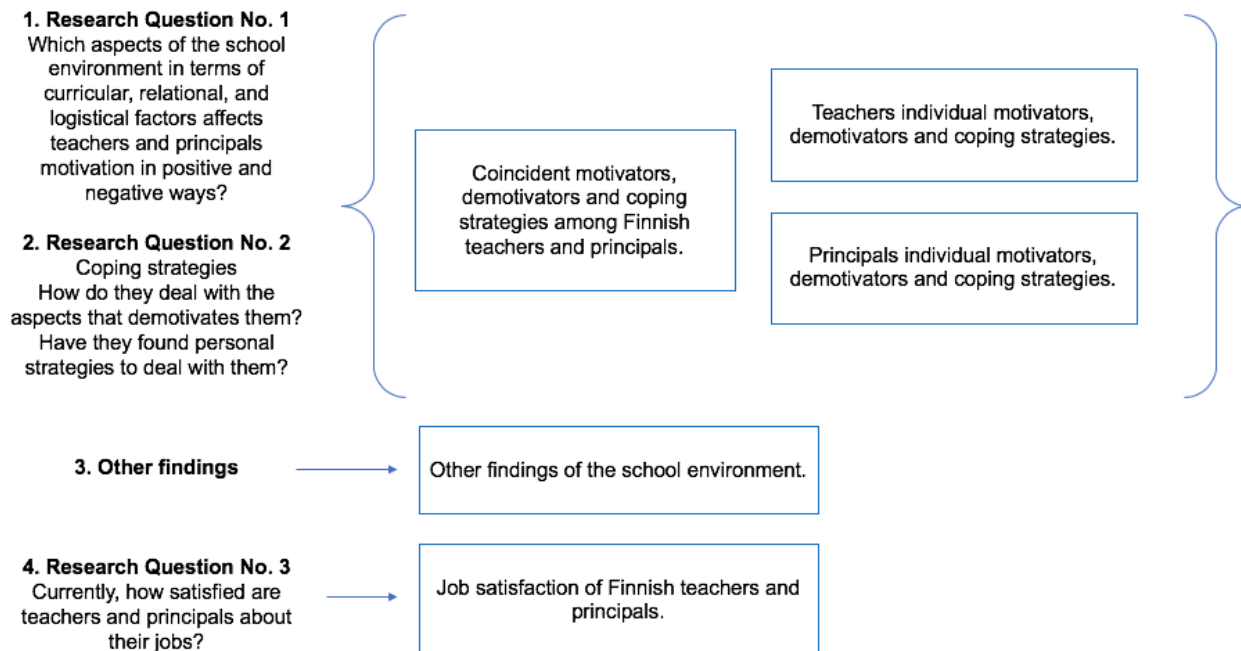 1. Research Question No. 1
Which aspects of the school
environment in terms of
curricular, relational, and
logistical factors affects
teachers and principals
motivation in positive and
negative ways?
2. Research Question No. 2
Coping strategies
How do they deal with the
aspects that demotivates them?
Have they found personal
strategies to deal with them?
Coincident motivators,
demotivators and coping
strategies among Finnish
teachers and principals.
Teachers individual motivators,
demotivators and coping strategies.
Principals individual motivators,
demotivators and coping strategies.
3. Other findings
Other findings of the school environment.
4. Research Question No. 3
Currently, how satisfied are
teachers and principals about
their jobs?
Job satisfaction of Finnish teachers and
principals.